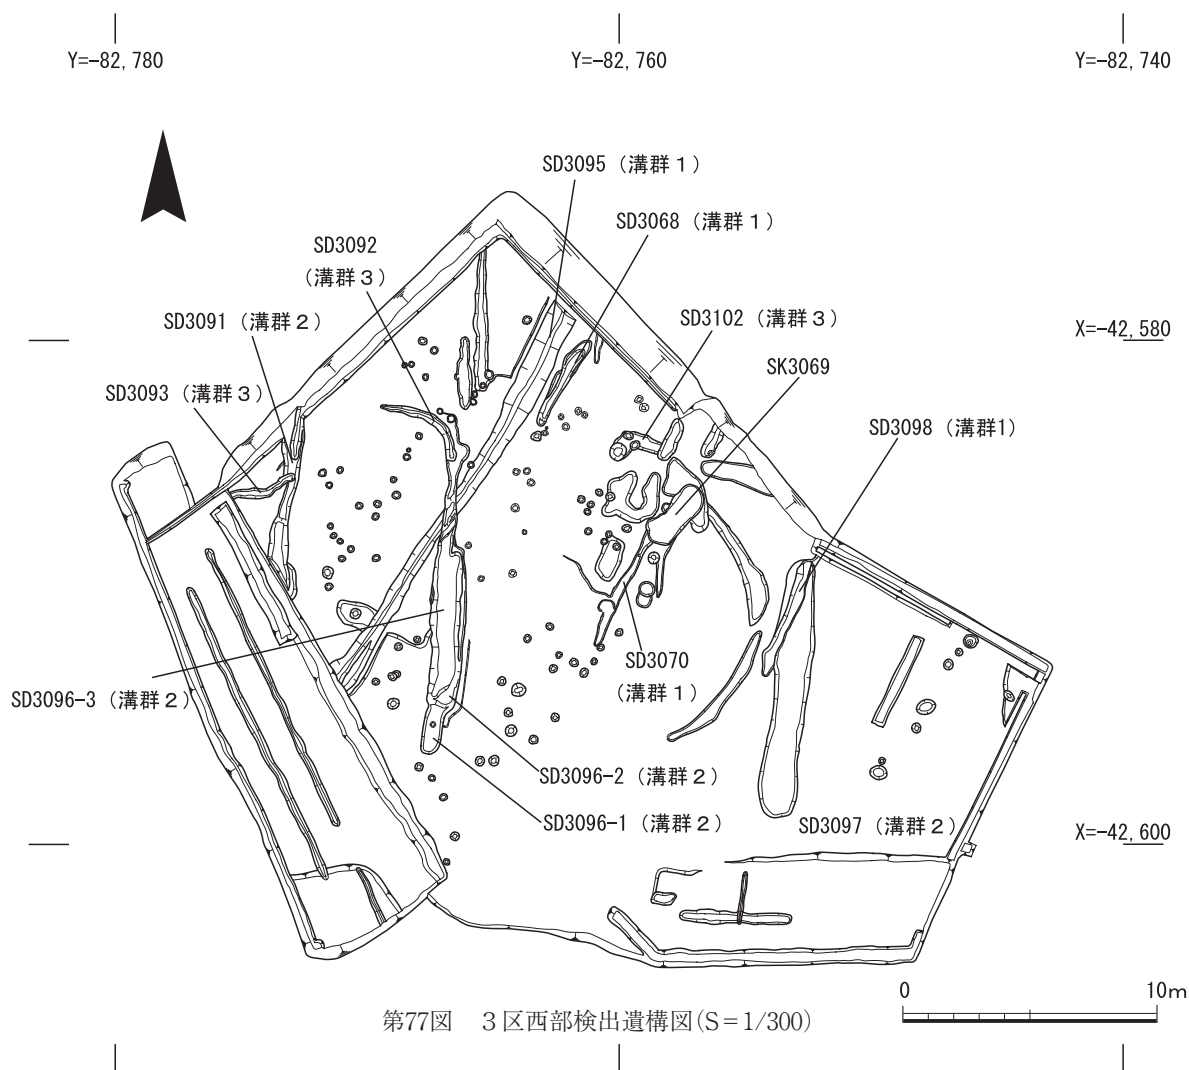 Y=-82,780
Y=-82,760
Y=-82,740
SD3095（溝群１）
SD3068（溝群１）
SD3092
（溝群３）
SD3091（溝群２）
SD3102（溝群３）
X=-42,580
SK3069
SD3093（溝群３）
SD3098（溝群1）
SD3070
（溝群１）
SD3096-3（溝群２）
SD3096-2（溝群２）
SD3096-1（溝群２）
SD3097（溝群２）
X=-42,600
0 10m
第77図　３区西部検出遺構図(S＝1/300)